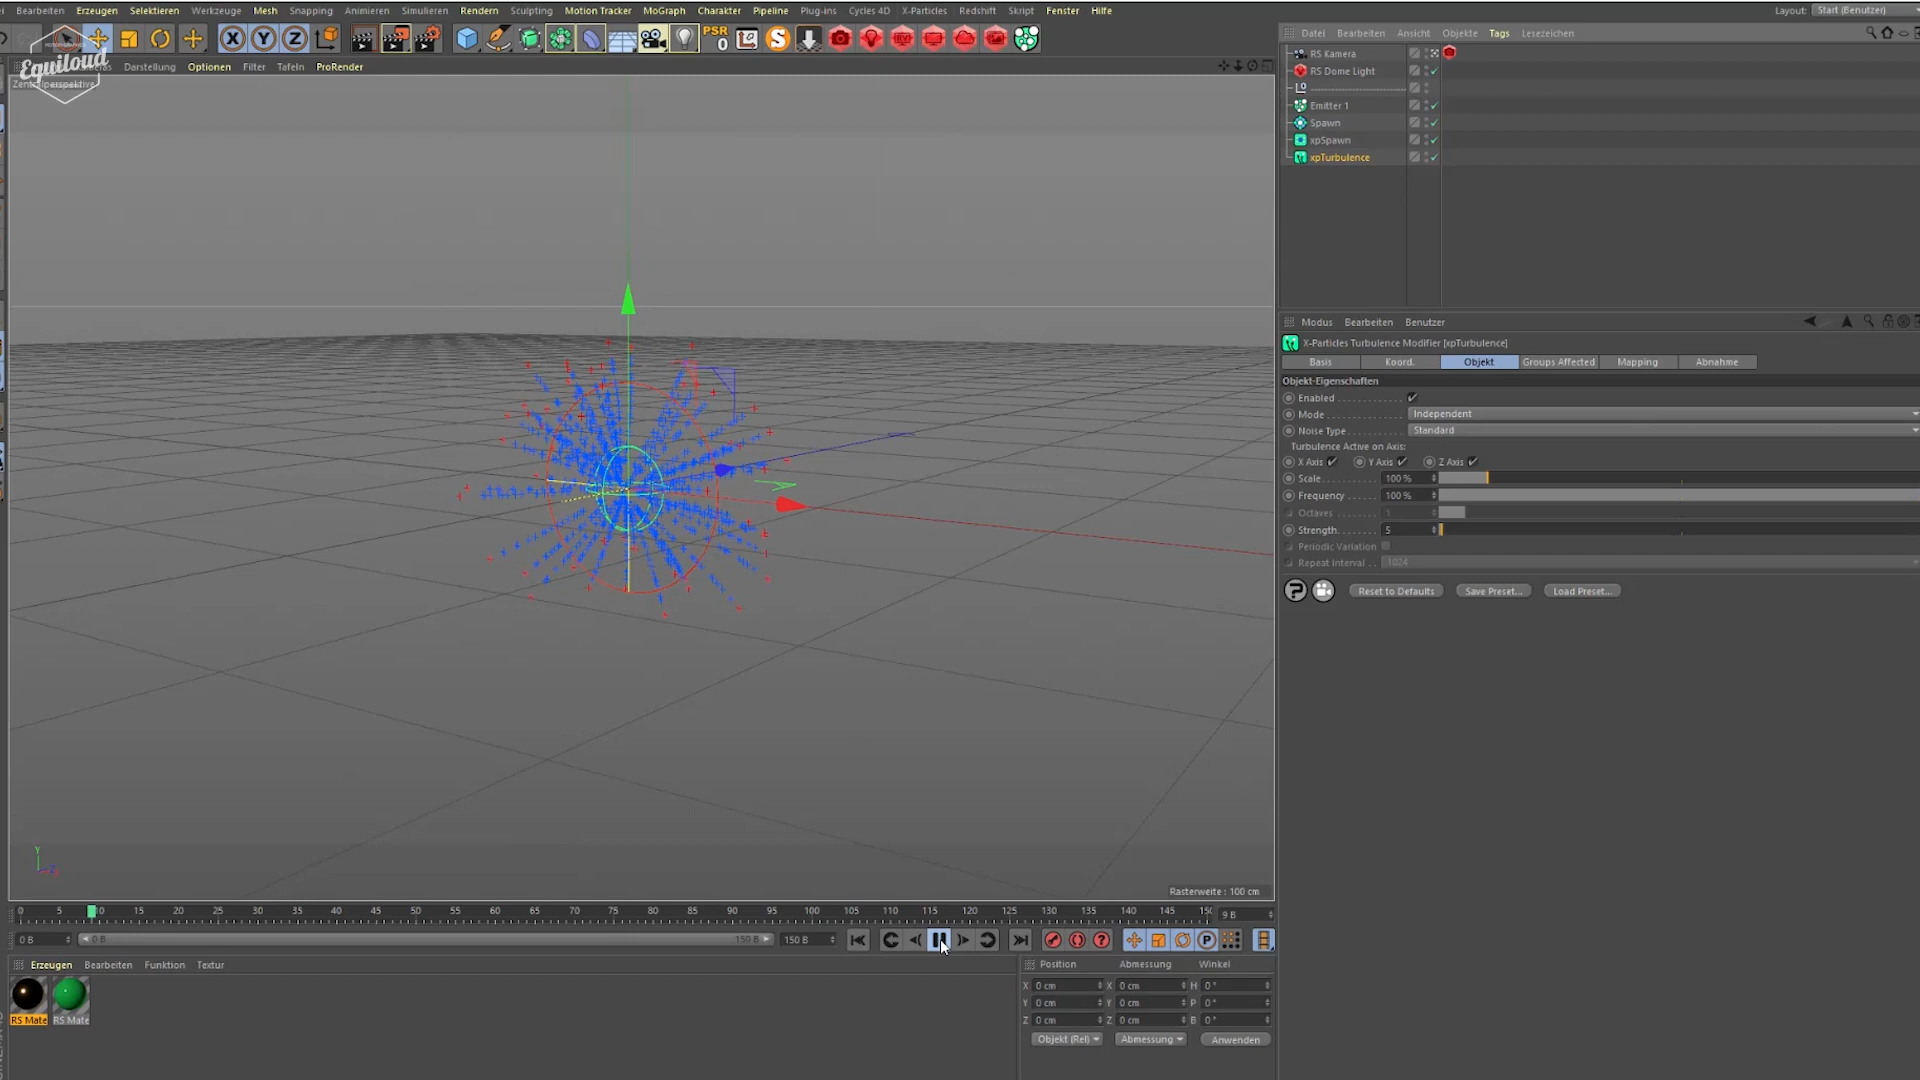 Bearbeiten Erzeugen Selektieren Werkzeuge Mesh Snapping Animieren Simulieren Rendern Sculpting Motion Tracker MoGraph Charakter Pipeline Plug-ins Cycles 4D X-Particles Redshift Skript Fenster Hilfe
Layout: Start (Benutzer)
PSR
0
Equiloud
Darstellung Optionen Filter Tafeln ProRender
Datei Bearbeiten Ansicht Objekte Tags Lesezeichen
RS Kamera
RS Dome Light
Emitter 1
Spawn
xpSpawn
xpTurbulence
Modus Bearbeiten Benutzer
X-Particles Turbulence Modifier [xpTurbulence]
Basis Koord. Objekt Groups Affected Mapping Abnahme
Objekt-Eigenschaften
Enabled
Mode Independent
Noise Type Standard
Turbulence Active on Axis:
X Axis Y Axis Z Axis
Scale 100 %
Frequency 100 %
Octaves 1
Strength 5
Periodic Variation
Repeat Interval 1024
Reset to Defaults Save Preset... Load Preset...
Rasterweite : 100 cm
0 5 10 15 20 25 30 35 40 45 50 55 60 65 70 75 80 85 90 95 100 105 110 115 120 125 130 135 140 145 150 9 B
0 B 0 B 150 B 150 B
Erzeugen Bearbeiten Funktion Textur
RS Mate RS Mate
Position Abmessung Winkel
X 0 cm X 0 cm H 0 °
Y 0 cm Y 0 cm P 0 °
Z 0 cm Z 0 cm B 0 °
Objekt (Rel) Abmessung Anwenden